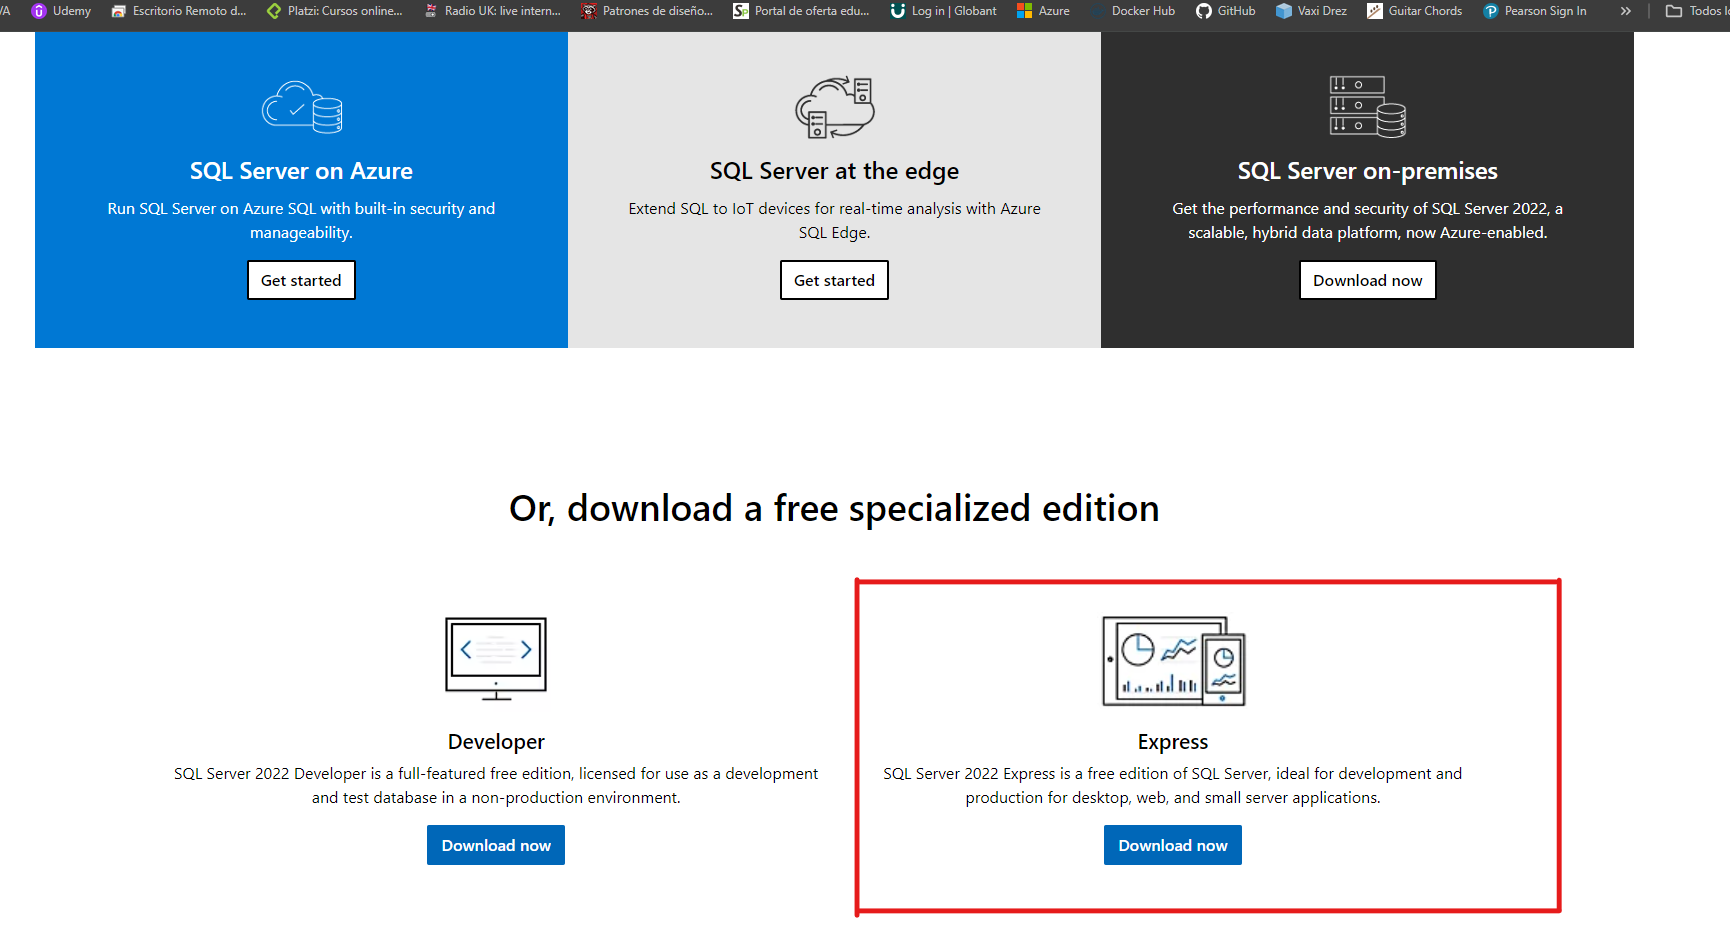 /A Udemy Escritorio Remoto d... Platzi: Cursos online... Radio UK: live intern... Patrones de diseño... Portal de oferta edu... Log in | Globant Azure Docker Hub GitHub Vaxi Drez Guitar Chords Pearson Sign In » Todos l
SQL Server on Azure
Run SQL Server on Azure SQL with built-in security and
manageability.
Get started
SQL Server at the edge
Extend SQL to IoT devices for real-time analysis with Azure
SQL Edge.
Get started
SQL Server on-premises
Get the performance and security of SQL Server 2022, a
scalable, hybrid data platform, now Azure-enabled.
Download now
Or, download a free specialized edition
Developer
SQL Server 2022 Developer is a full-featured free edition, licensed for use as a development
and test database in a non-production environment.
Download now
Express
SQL Server 2022 Express is a free edition of SQL Server, ideal for development and
production for desktop, web, and small server applications.
Download now